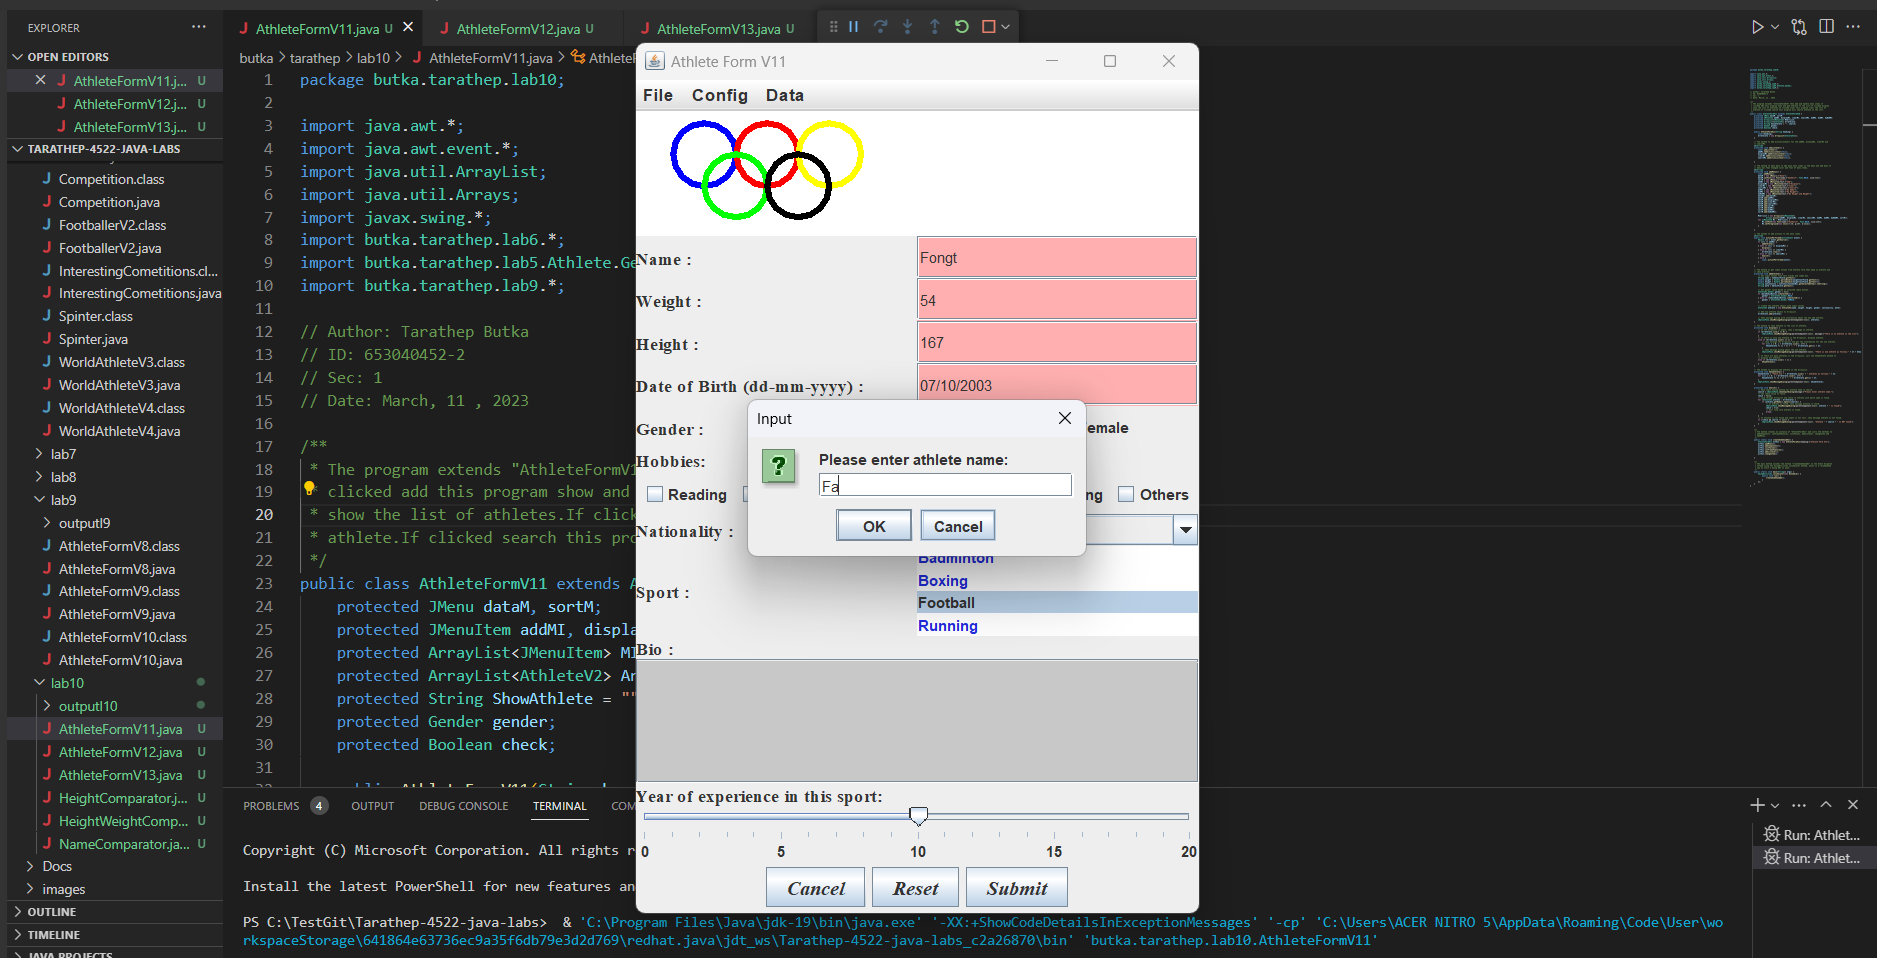 EXPLORER
OPEN EDITORS
AthleteFormV11.j... U
AthleteFormV12.j... U
AthleteFormV13.j... U
TARATHEP-4522-JAVA-LABS
Competition.class
Competition.java
FootballerV2.class
FootballerV2.java
InterestingCometitions.cl...
InterestingCometitions.java
Spinter.class
Spinter.java
WorldAthleteV3.class
WorldAthleteV3.java
WorldAthleteV4.class
WorldAthleteV4.java
lab7
lab8
lab9
outputl9
AthleteFormV8.class
AthleteFormV8.java
AthleteFormV9.class
AthleteFormV9.java
AthleteFormV10.class
AthleteFormV10.java
lab10
outputl10
AthleteFormV11.java U
AthleteFormV12.java U
AthleteFormV13.java U
HeightComparator.j... U
HeightWeightComp... U
NameComparator.ja... U
Docs
images
OUTLINE
TIMELINE
JAVA PROJECTS
AthleteFormV11.java U
AthleteFormV12.java U
AthleteFormV13.java U
butka > tarathep > lab10 > AthleteFormV11.java > Athlete
1 package butka.tarathep.lab10;
2
3 import java.awt.*;
4 import java.awt.event.*;
5 import java.util.ArrayList;
6 import java.util.Arrays;
7 import javax.swing.*;
8 import butka.tarathep.lab6.*;
9 import butka.tarathep.lab5.Athlete.Ge
10 import butka.tarathep.lab9.*;
11
12 // Author: Tarathep Butka
13 // ID: 653040452-2
14 // Sec: 1
15 // Date: March, 11 , 2023
16
17 /**
18 * The program extends "AthleteFormV1
19 clicked add this program show and
20 * show the list of athletes.If click
21 * athlete.If clicked search this pro
22 */
23 public class AthleteFormV11 extends A
24 protected JMenu dataM, sortM;
25 protected JMenuItem addMI, displa
26 protected ArrayList<JMenuItem> MI
27 protected ArrayList<AthleteV2> Ar
28 protected String ShowAthlete = ""
29 protected Gender gender;
30 protected Boolean check;
31
Athlete Form V11
File Config Data
Name : Fongt
Weight : 54
Height : 167
Date of Birth (dd-mm-yyyy) : 07/10/2003
Gender : emale
Hobbies:
Reading ng Others
Nationality :
Sport :
Badminton
Boxing
Football
Running
Bio :
Year of experience in this sport:
0 5 10 15 20
Cancel Reset Submit
Input
Please enter athlete name:
Fa
OK Cancel
PROBLEMS 4 OUTPUT DEBUG CONSOLE TERMINAL COM
Copyright (C) Microsoft Corporation. All rights r
Install the latest PowerShell for new features an
PS C:\TestGit\Tarathep-4522-java-labs> & 'C:\Program Files\Java\jdk-19\bin\java.exe' '-XX:+ShowCodeDetailsInExceptionMessages' '-cp' 'C:\Users\ACER NITRO 5\AppData\Roaming\Code\User\wo
rkspaceStorage\641864e63736ec9a35f6db79e3d2d769\redhat.java\jdt_ws\Tarathep-4522-java-labs_c2a26870\bin' 'butka.tarathep.lab10.AthleteFormV11'
Run: Athlet...
Run: Athlet...